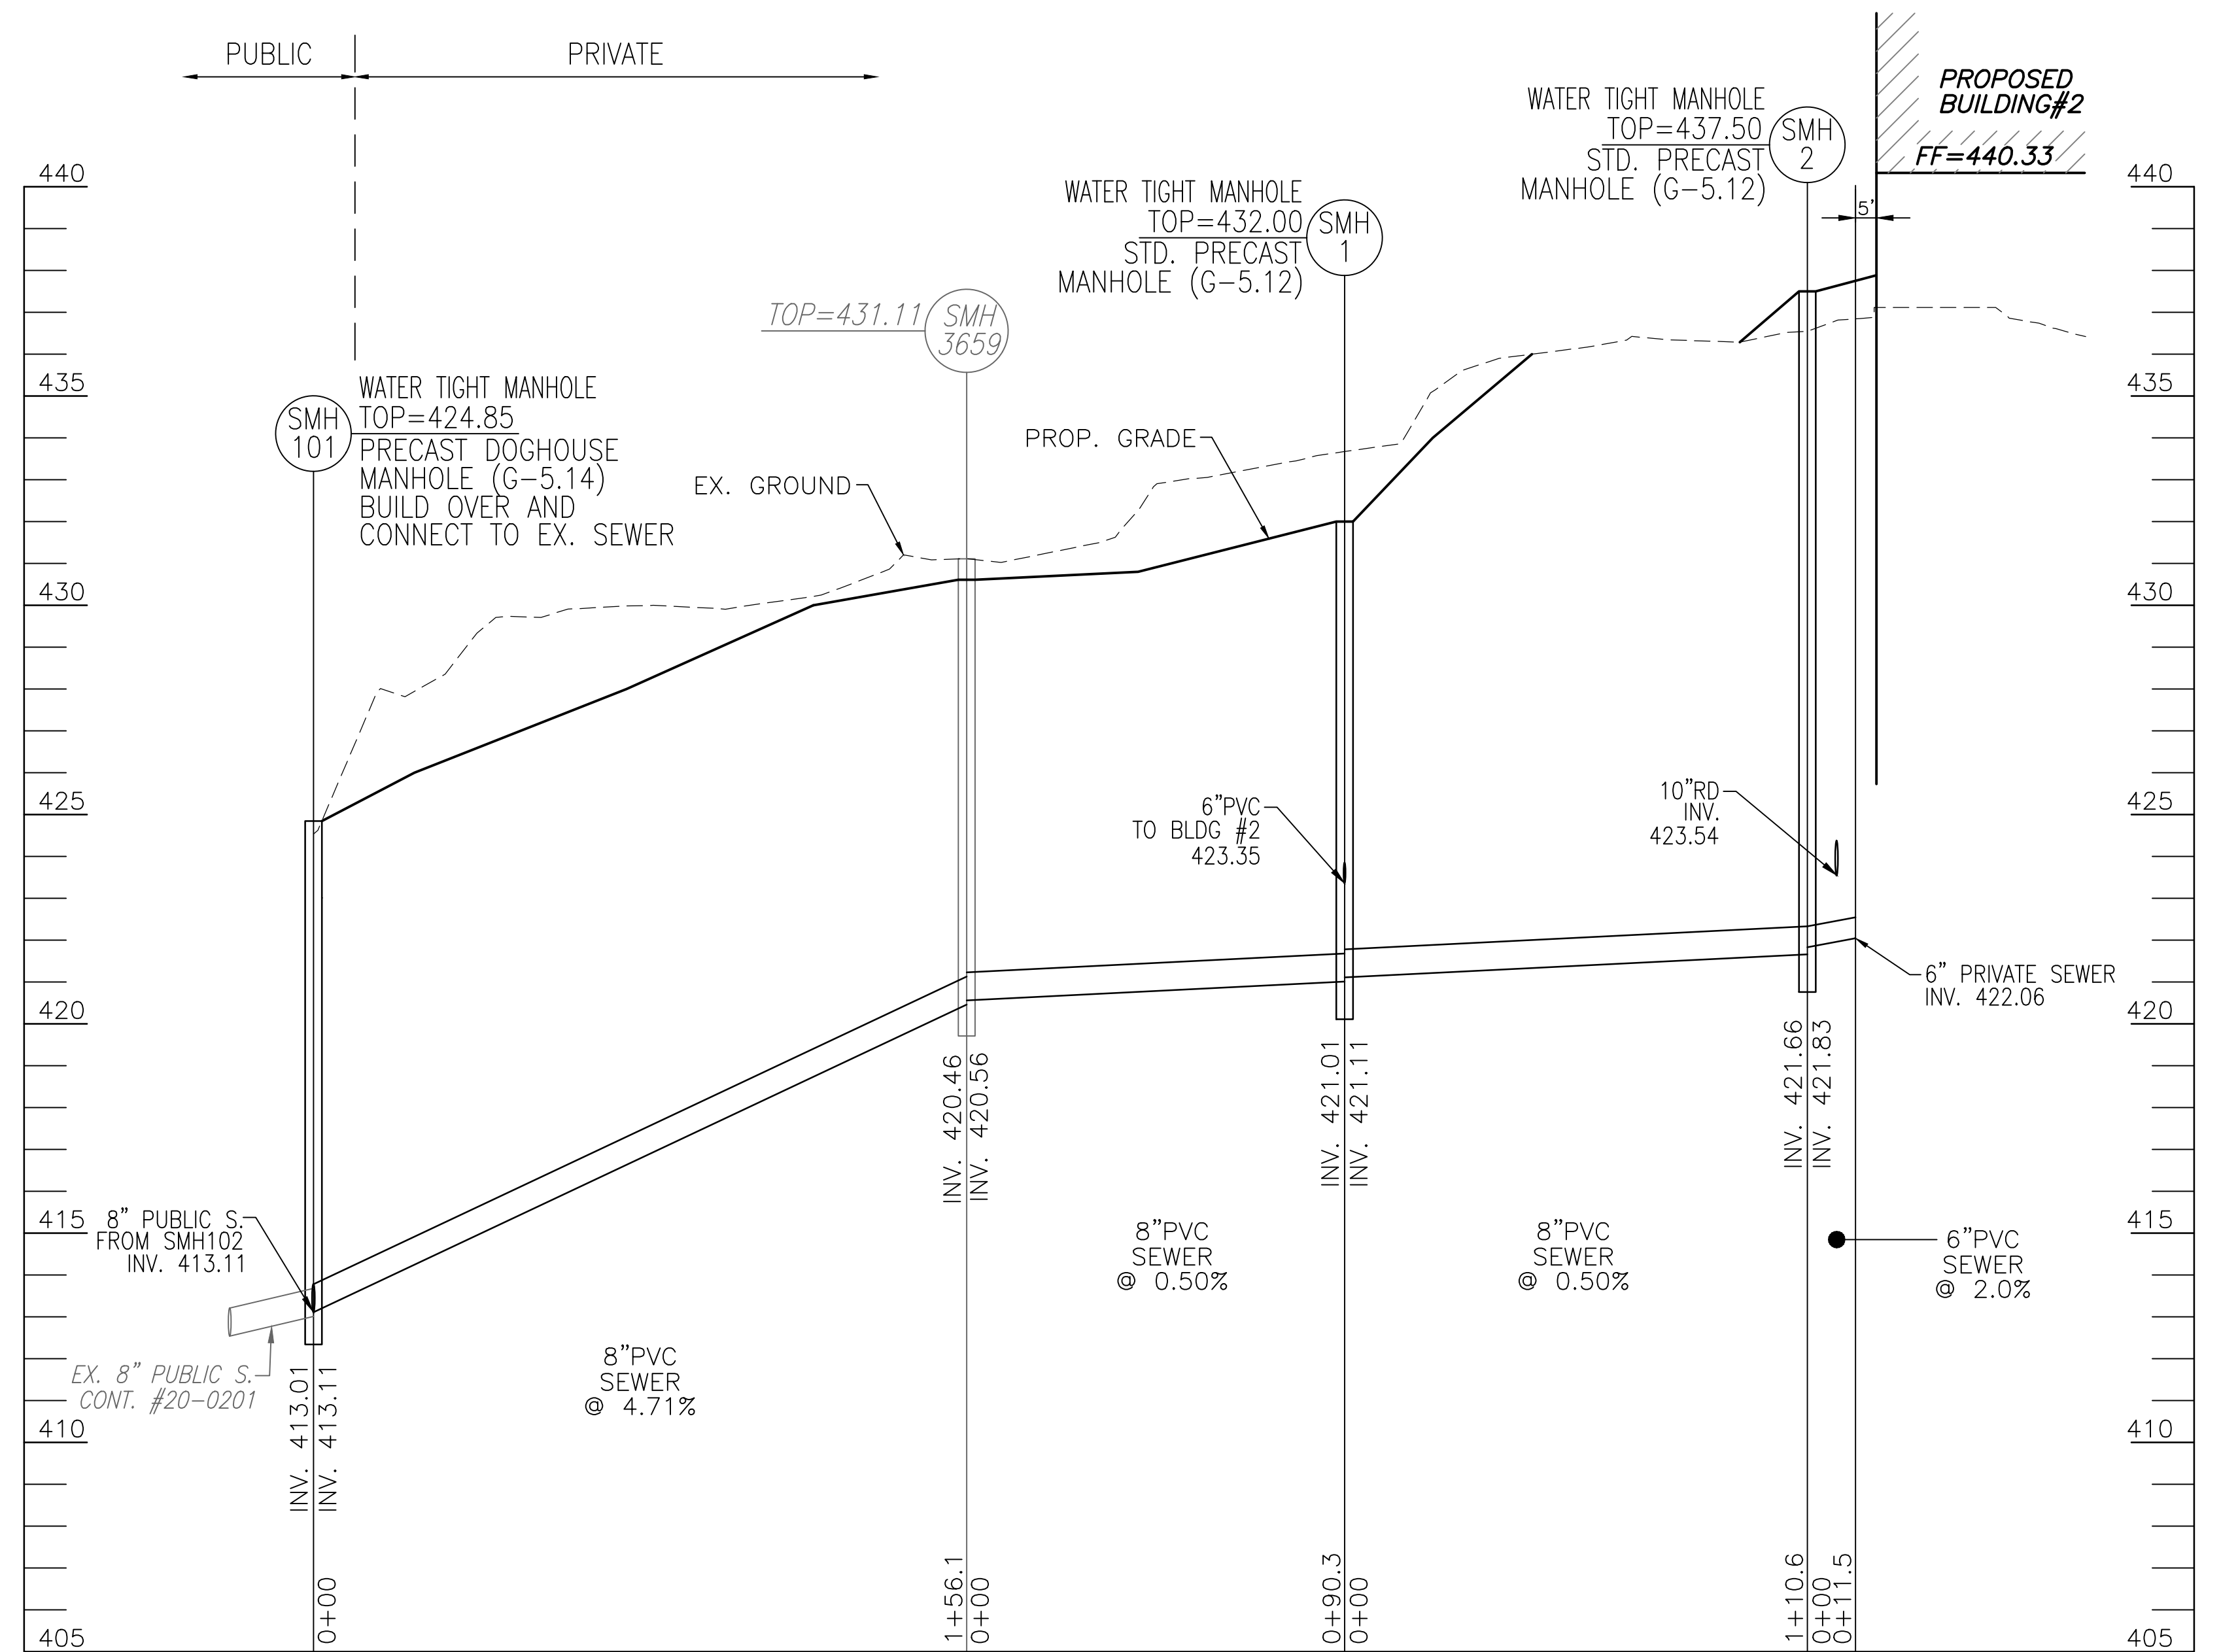 PUBLIC
PRIVATE
PROPOSED
BUILDING#2
FF=440.33
WATER TIGHT MANHOLE
TOP=437.50
STD. PRECAST
MANHOLE (G-5.12)
SMH
2
5'
WATER TIGHT MANHOLE
TOP=432.00
STD. PRECAST
MANHOLE (G-5.12)
SMH
1
TOP=431.11
SMH
3659
SMH
101
WATER TIGHT MANHOLE
TOP=424.85
PRECAST DOGHOUSE
MANHOLE (G-5.14)
BUILD OVER AND
CONNECT TO EX. SEWER
EX. GROUND
PROP. GRADE
440
435
430
425
420
415
410
405
440
435
430
425
420
415
410
405
6"PVC
TO BLDG #2
423.35
10"RD
INV.
423.54
6" PRIVATE SEWER
INV. 422.06
8" PUBLIC S.
FROM SMH102
INV. 413.11
EX. 8" PUBLIC S.
CONT. #20-0201
INV. 413.01
INV. 413.11
INV. 420.46
INV. 420.56
INV. 421.01
INV. 421.11
INV. 421.66
INV. 421.83
8"PVC
SEWER
@ 4.71%
8"PVC
SEWER
@ 0.50%
8"PVC
SEWER
@ 0.50%
6"PVC
SEWER
@ 2.0%
0+00
1+56.1
0+00
0+90.3
0+00
1+10.6
0+00
0+11.5